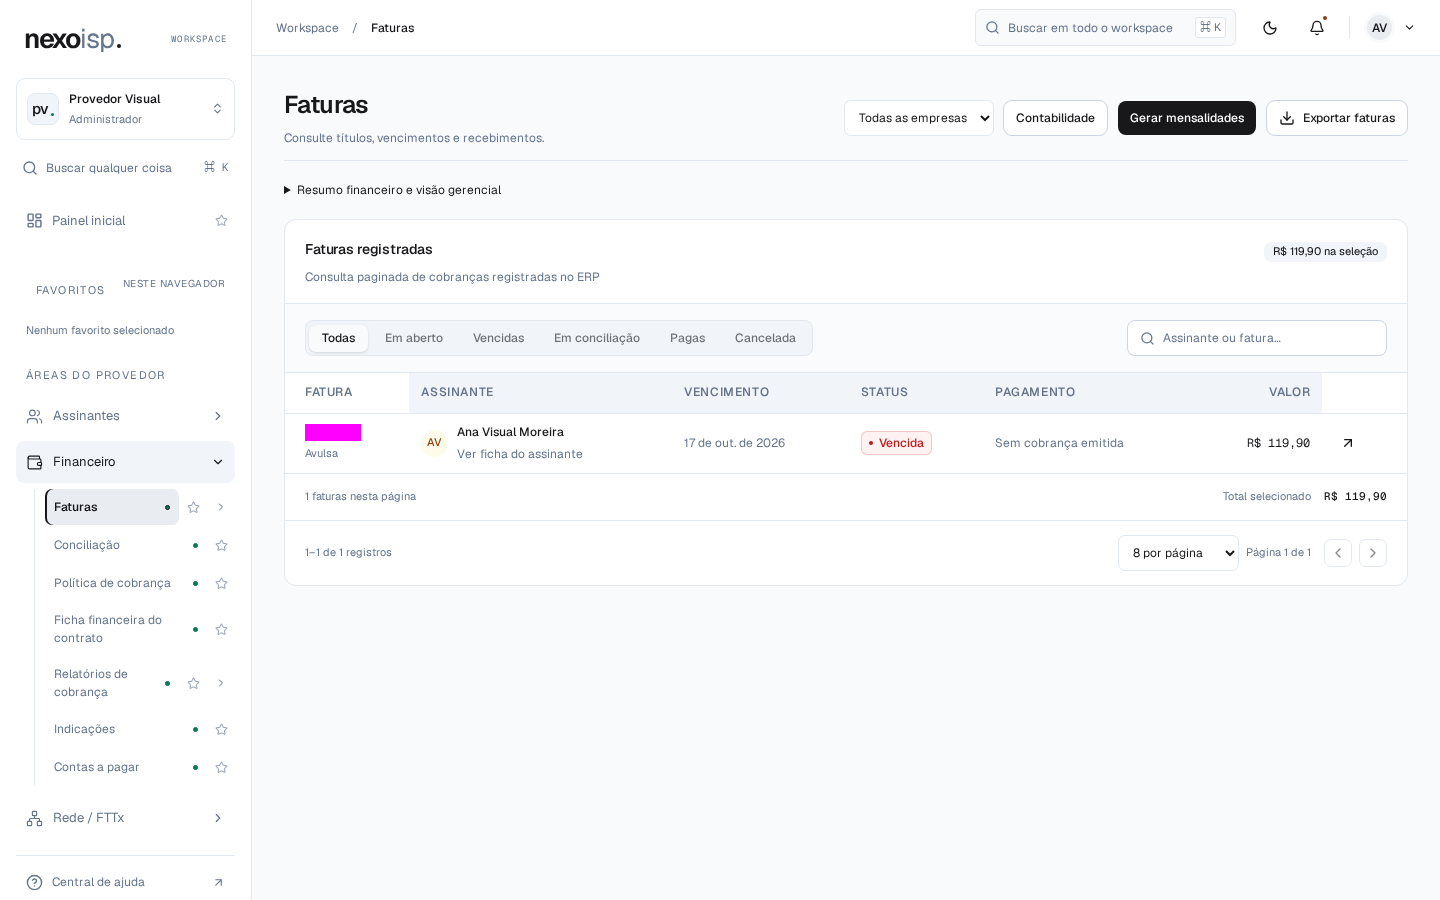 nexoisp.
WORKSPACE
Provedor Visual
Administrador
Buscar qualquer coisa
⌘ K
Painel inicial
FAVORITOS
NESTE NAVEGADOR
Nenhum favorito selecionado
ÁREAS DO PROVEDOR
Assinantes
Financeiro
Faturas
Conciliação
Política de cobrança
Ficha financeira do
contrato
Relatórios de
cobrança
Indicações
Contas a pagar
Rede / FTTx
Central de ajuda
pv.
Workspace / Faturas
Buscar em todo o workspace
⌘ K
AV
Faturas
Consulte títulos, vencimentos e recebimentos.
Todas as empresas
Contabilidade
Gerar mensalidades
Exportar faturas
Resumo financeiro e visão gerencial
Faturas registradas
Consulta paginada de cobranças registradas no ERP
R$ 119,90 na seleção
Todas
Em aberto
Vencidas
Em conciliação
Pagas
Cancelada
Assinante ou fatura...
FATURA
ASSINANTE
VENCIMENTO
STATUS
PAGAMENTO
VALOR
Avulsa
AV
Ana Visual Moreira
Ver ficha do assinante
17 de out. de 2026
Vencida
Sem cobrança emitida
R$ 119,90
1 faturas nesta página
Total selecionado R$ 119,90
1–1 de 1 registros
8 por página
Página 1 de 1